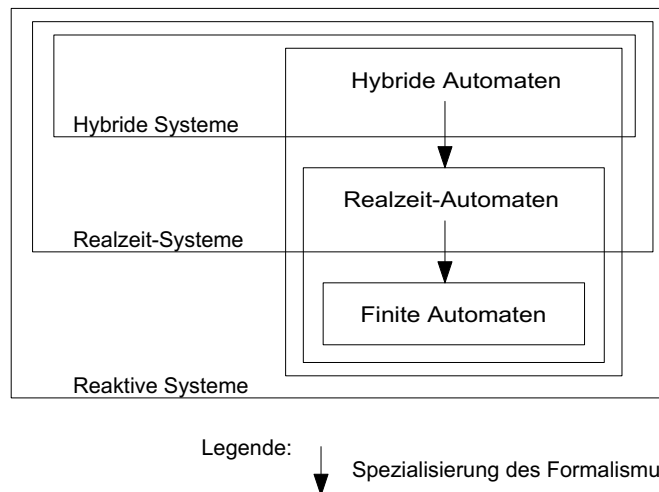 Hybride Automaten
Hybride Systeme
Realzeit-Automaten
Realzeit-Systeme
Finite Automaten
Reaktive Systeme
Legende:
Spezialisierung des Formalismu